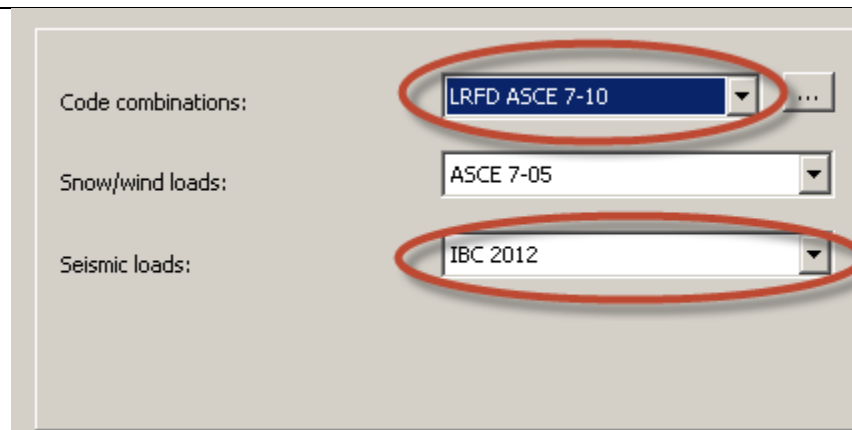 Code combinations: LRFD ASCE 7-10 ...
Snow/wind loads: ASCE 7-05
Seismic loads: IBC 2012